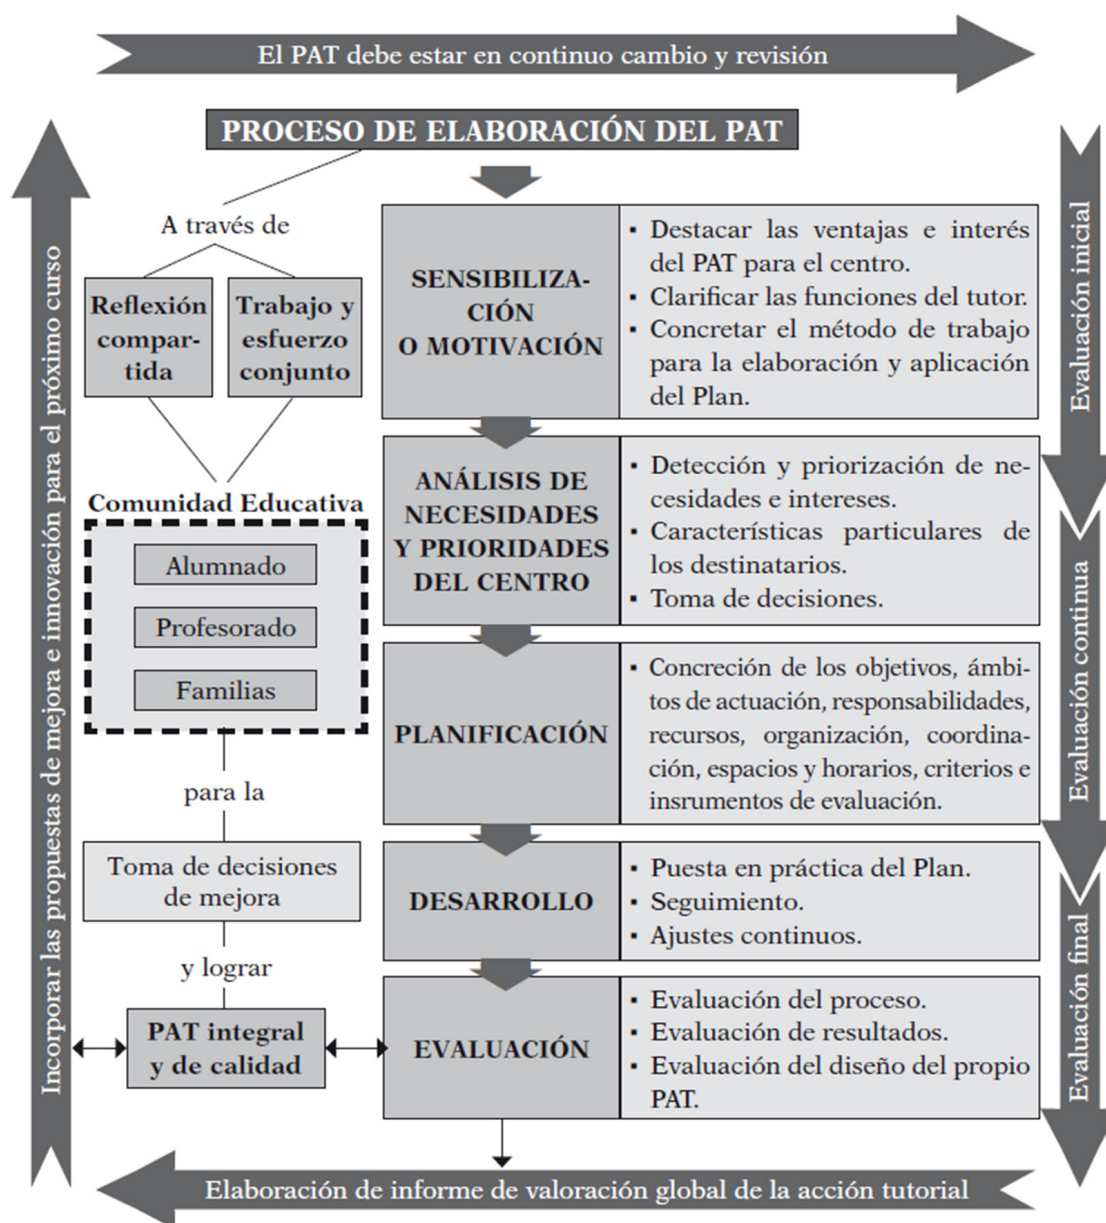 El PAT debe estar en continuo cambio y revisión
PROCESO DE ELABORACIÓN DEL PAT
A través de
Reflexión
compar-
tida
Trabajo y
esfuerzo
conjunto
Comunidad Educativa
Alumnado
Profesorado
Familias
para la
Toma de decisiones
de mejora
y lograr
PAT integral
y de calidad
SENSIBILIZA-
CIÓN
O MOTIVACIÓN
▪ Destacar las ventajas e interés
del PAT para el centro.
▪ Clarificar las funciones del tutor.
▪ Concretar el método de trabajo
para la elaboración y aplicación
del Plan.
ANÁLISIS DE
NECESIDADES
Y PRIORIDADES
DEL CENTRO
▪ Detección y priorización de ne-
cesidades e intereses.
▪ Características particulares de
los destinatarios.
▪ Toma de decisiones.
PLANIFICACIÓN
▪ Concreción de los objetivos, ámbi-
tos de actuación, responsabilidades,
recursos, organización, coordina-
ción, espacios y horarios, criterios e
insrumentos de evaluación.
DESARROLLO
▪ Puesta en práctica del Plan.
▪ Seguimiento.
▪ Ajustes continuos.
EVALUACIÓN
▪ Evaluación del proceso.
▪ Evaluación de resultados.
▪ Evaluación del diseño del propio
PAT.
Evaluación inicial
Evaluación continua
Evaluación final
Elaboración de informe de valoración global de la acción tutorial
Incorporar las propuestas de mejora e innovación para el próximo curso